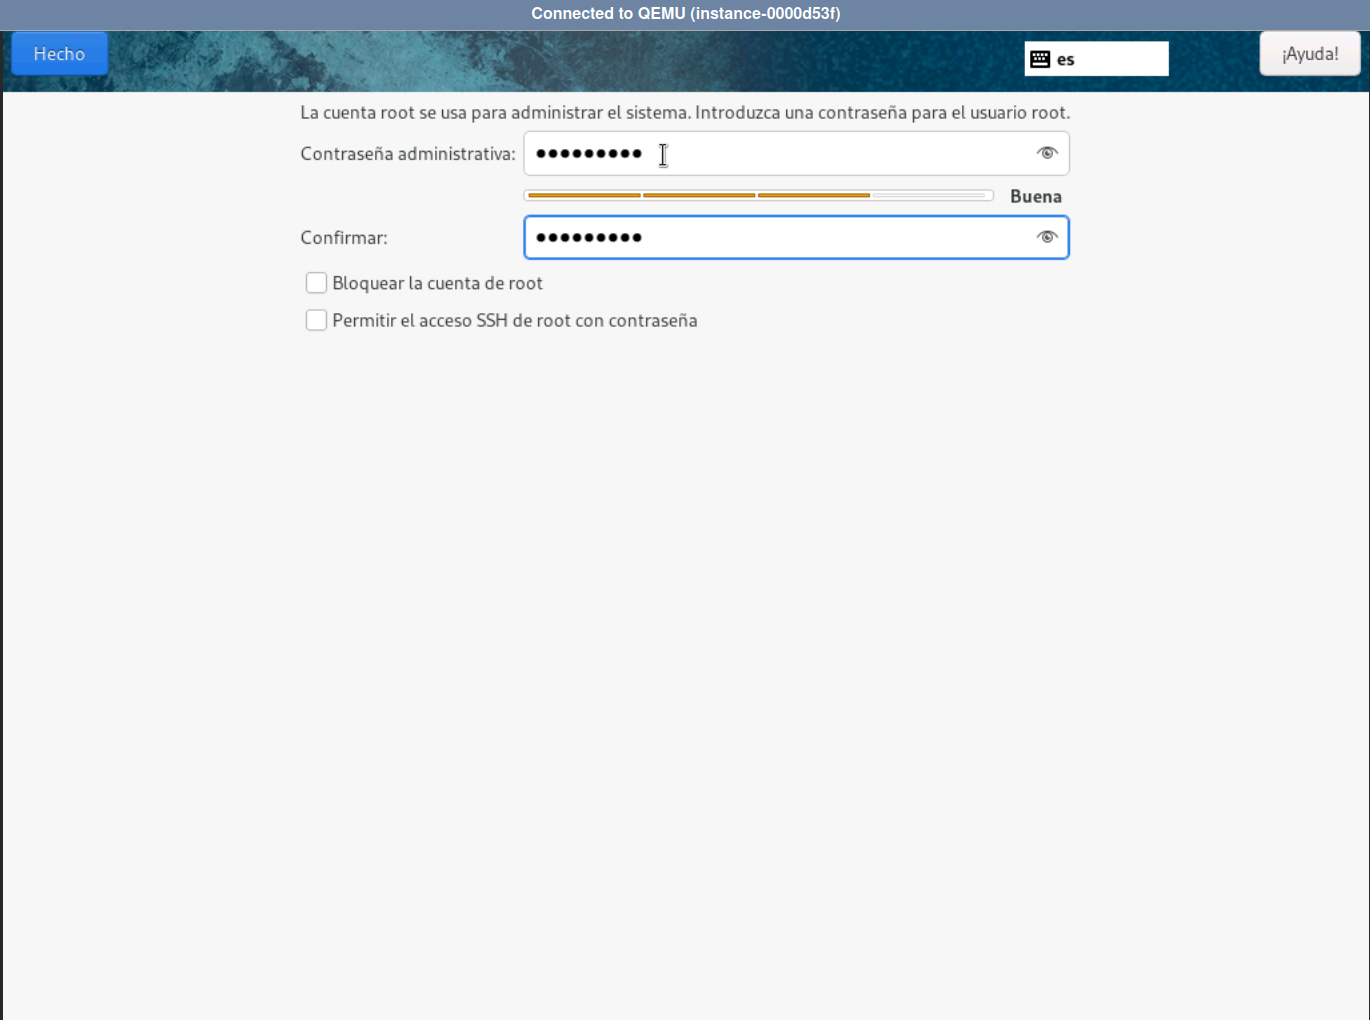 Connected to QEMU (instance-0000d53f)
Hecho
es
¡Ayuda!
La cuenta root se usa para administrar el sistema. Introduzca una contraseña para el usuario root.
Contraseña administrativa: ●●●●●●●●●
Buena
Confirmar: ●●●●●●●●●
Bloquear la cuenta de root
Permitir el acceso SSH de root con contraseña